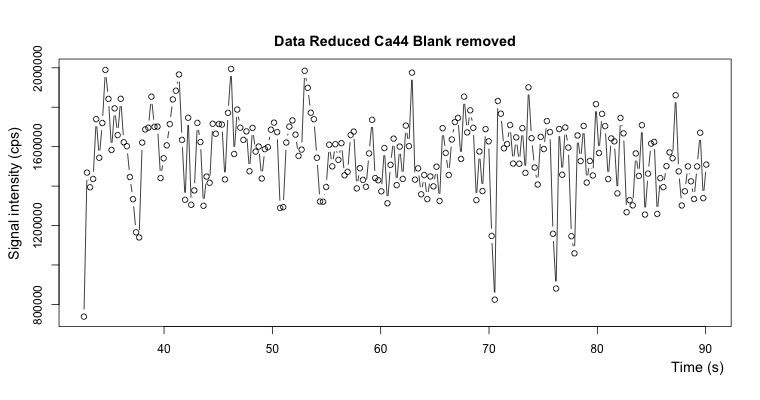 Data Reduced Ca44 Blank removed
Signal intensity (cps)
2000000
1600000
1200000
800000
40 50 60 70 80 90
Time (s)